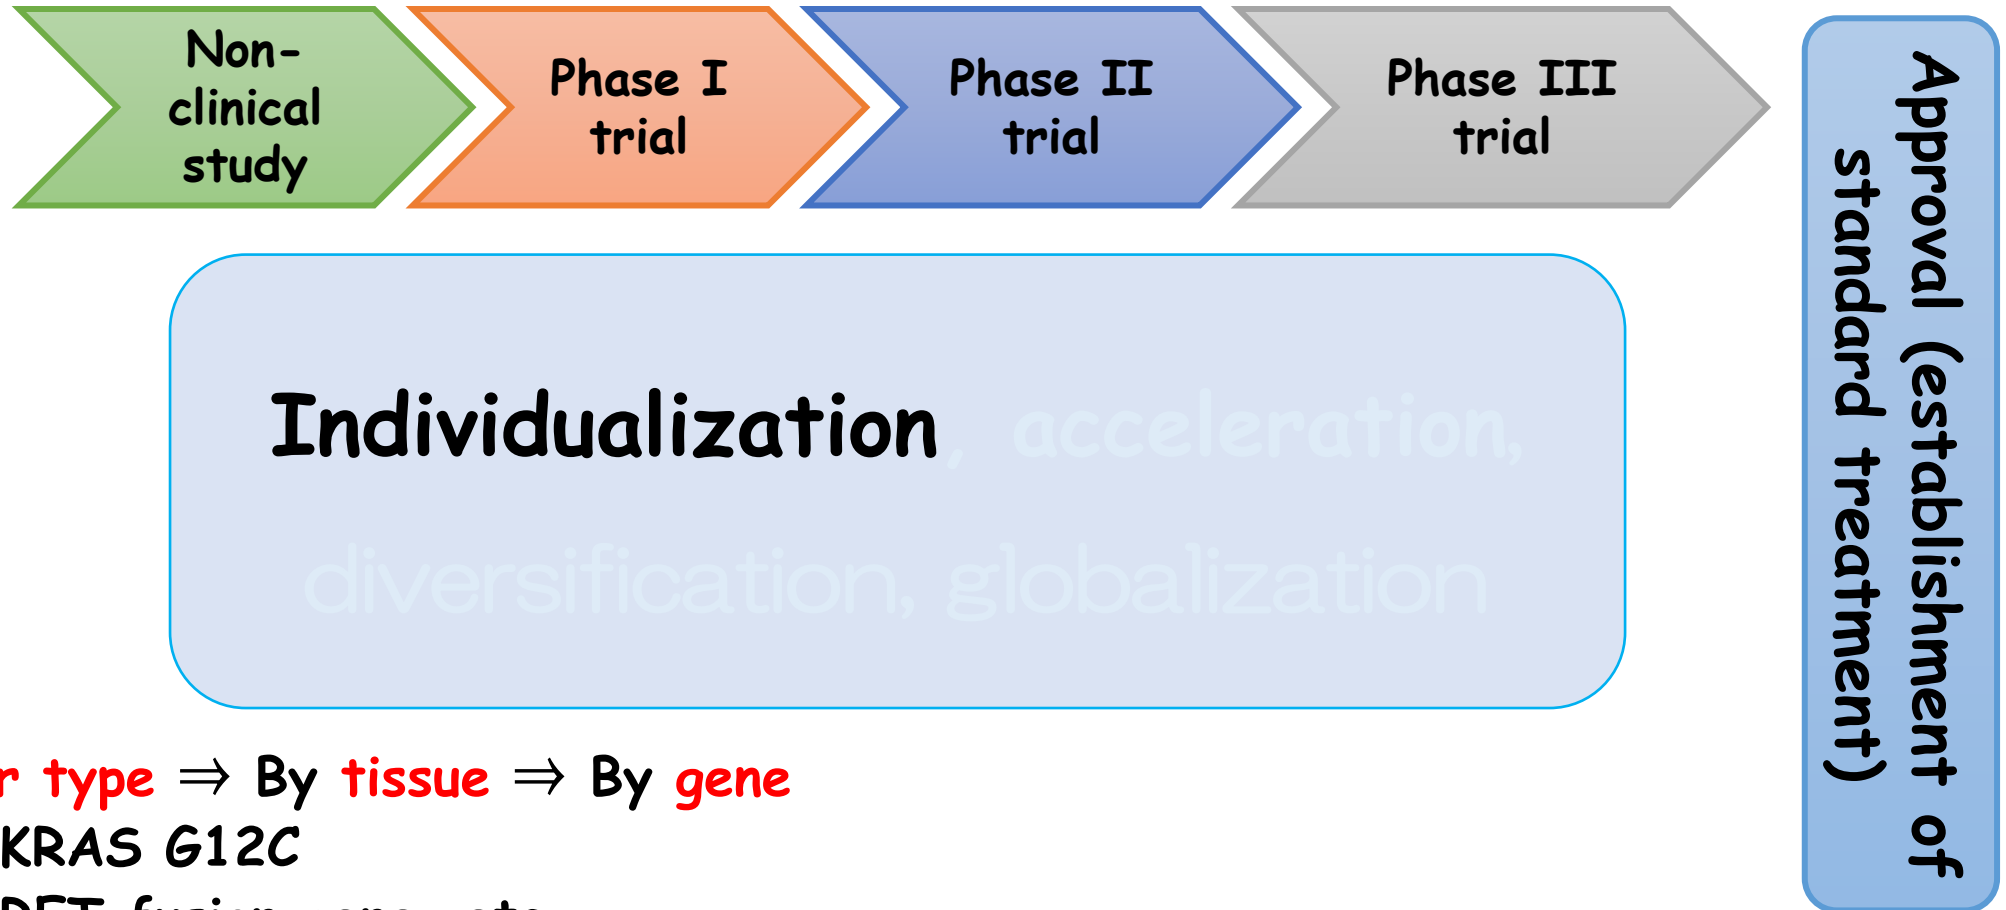 Non-
clinical
study
Phase I
trial
Phase II
trial
Phase III
trial
Approval (establishment of
standard treatment)
Individualization, acceleration,
diversification, globalization
type ⇒ By tissue ⇒ By gene
KRAS G12C